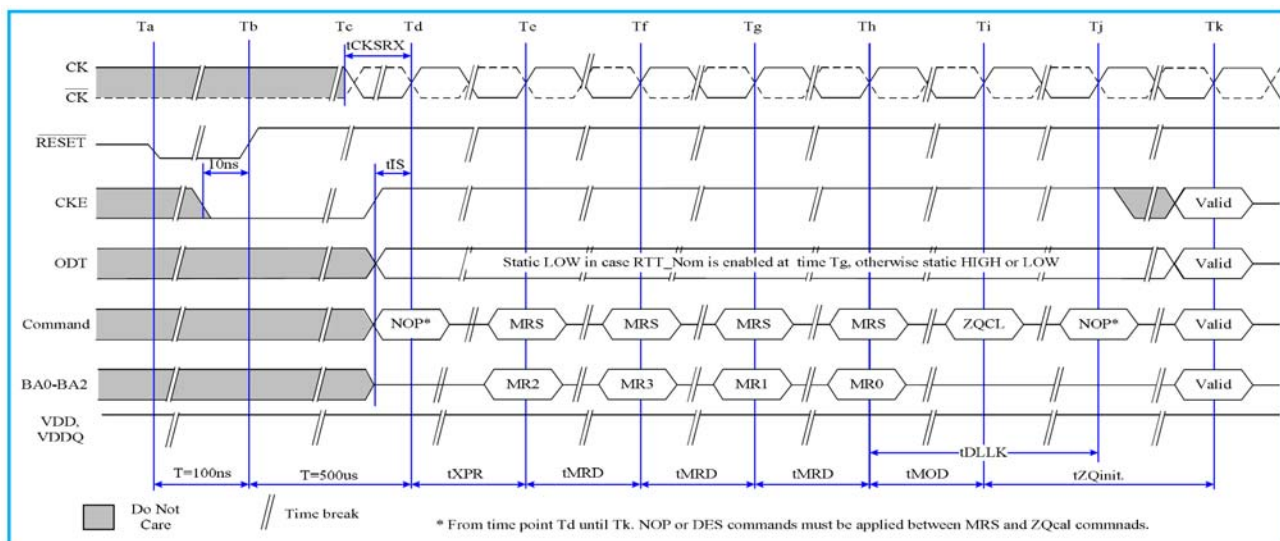 Ta Tb Tc Td Te Tf Tg Th Ti Tj Tk
tCKSRX
CK
CK
RESET
10ns
tIS
CKE
Valid
ODT
Static LOW in case RTT_Nom is enabled at time Tg, otherwise static HIGH or LOW
Valid
Command
NOP*
MRS
MRS
MRS
MRS
ZQCL
NOP*
Valid
BA0-BA2
MR2
MR3
MR1
MR0
Valid
VDD,
VDDQ
tDLLK
T=100ns
T=500us
tXPR
tMRD
tMRD
tMRD
tMOD
tZQinit.
Do Not
Care
Time break
* From time point Td until Tk. NOP or DES commands must be applied between MRS and ZQcal commnads.